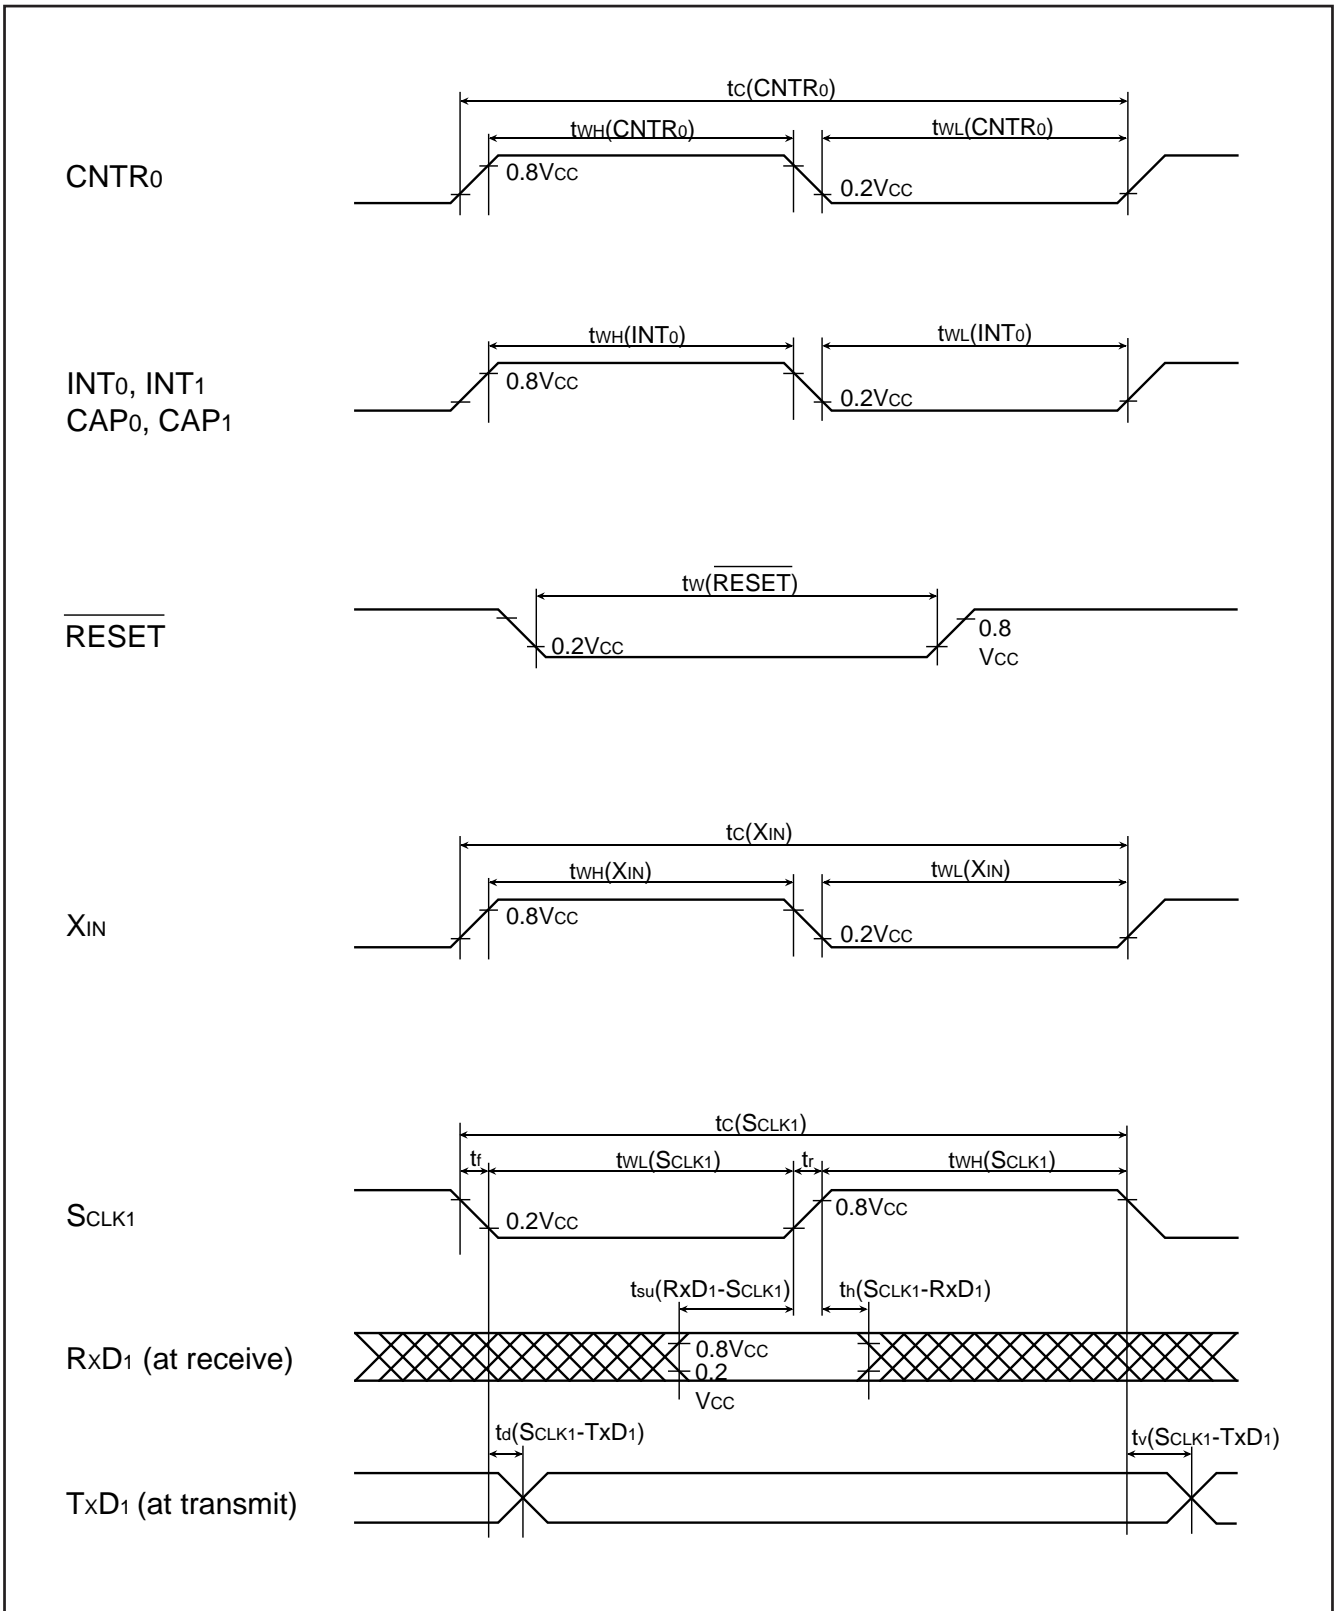 tC(CNTR0)
tWH(CNTR0)
tWL(CNTR0)
CNTR0
0.8VCC
0.2VCC
tWH(INT0)
tWL(INT0)
INT0, INT1
CAP0, CAP1
0.8VCC
0.2VCC
tW(RESET)
RESET
0.2VCC
0.8
VCC
tC(XIN)
tWH(XIN)
tWL(XIN)
XIN
0.8VCC
0.2VCC
tC(SCLK1)
tf
tWL(SCLK1)
tr
tWH(SCLK1)
SCLK1
0.2VCC
0.8VCC
tsu(RxD1-SCLK1)
th(SCLK1-RxD1)
RXD1 (at receive)
0.8VCC
0.2
VCC
td(SCLK1-TxD1)
tv(SCLK1-TxD1)
TXD1 (at transmit)